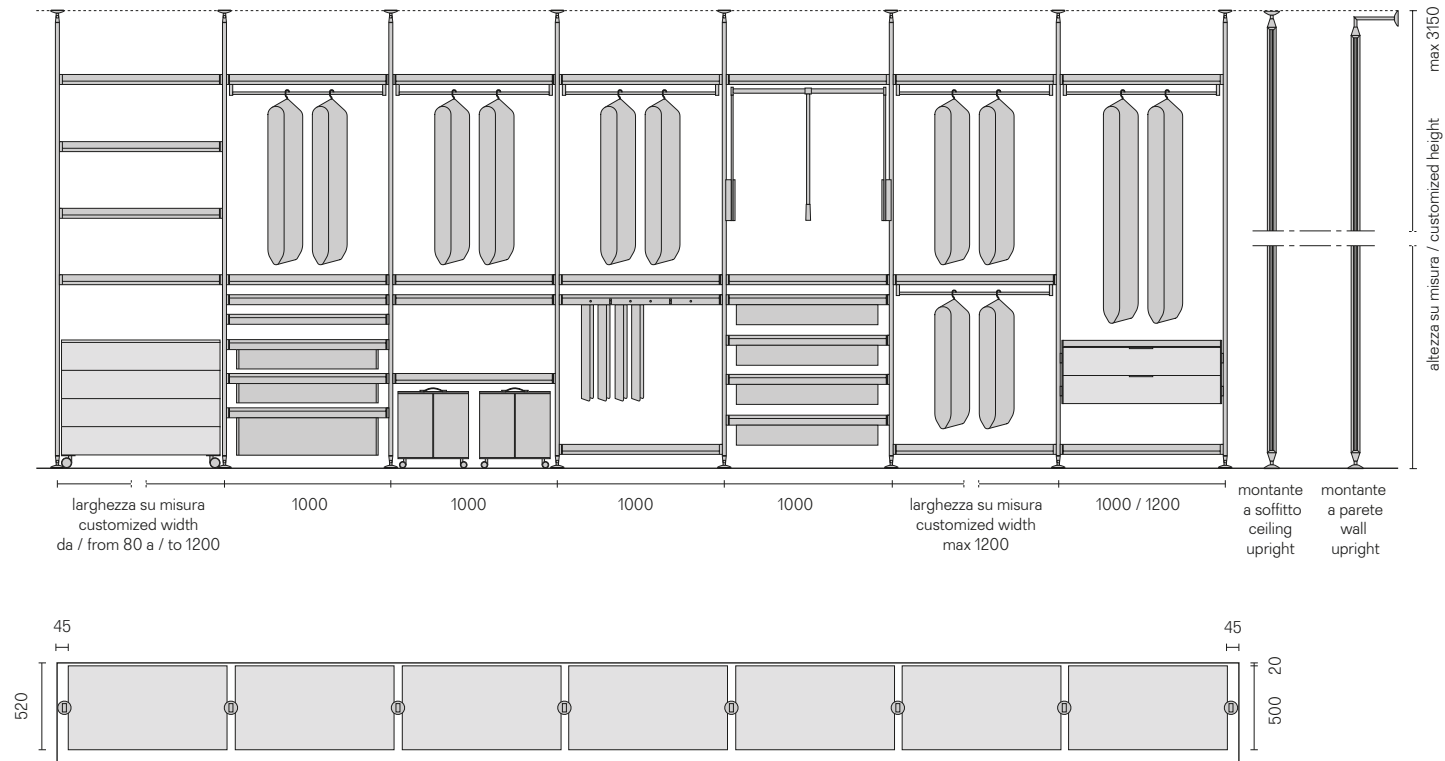 max 3150
altezza su misura / customized height
larghezza su misura
customized width
da / from 80 a / to 1200
1000
1000
1000
1000
larghezza su misura
customized width
max 1200
1000 / 1200
montante
a soffitto
ceiling
upright
montante
a parete
wall
upright
45
45
520
20
500